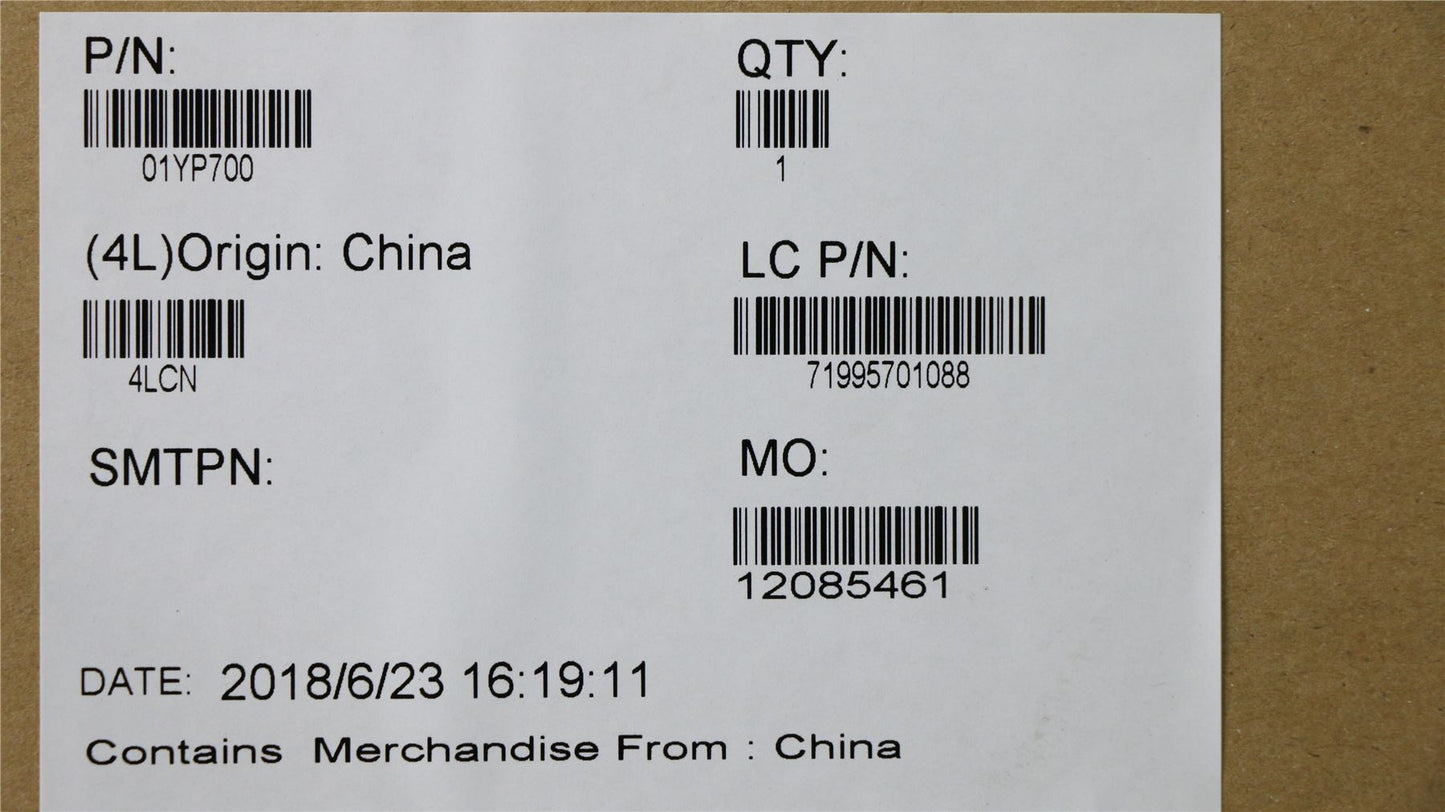 P/N:
QTY:
01YP700
1
(4L)Origin: China
LC P/N:
4LCN
71995701088
SMTPN:
MO:
12085461
DATE: 2018/6/23 16:19:11
Contains Merchandise From : China